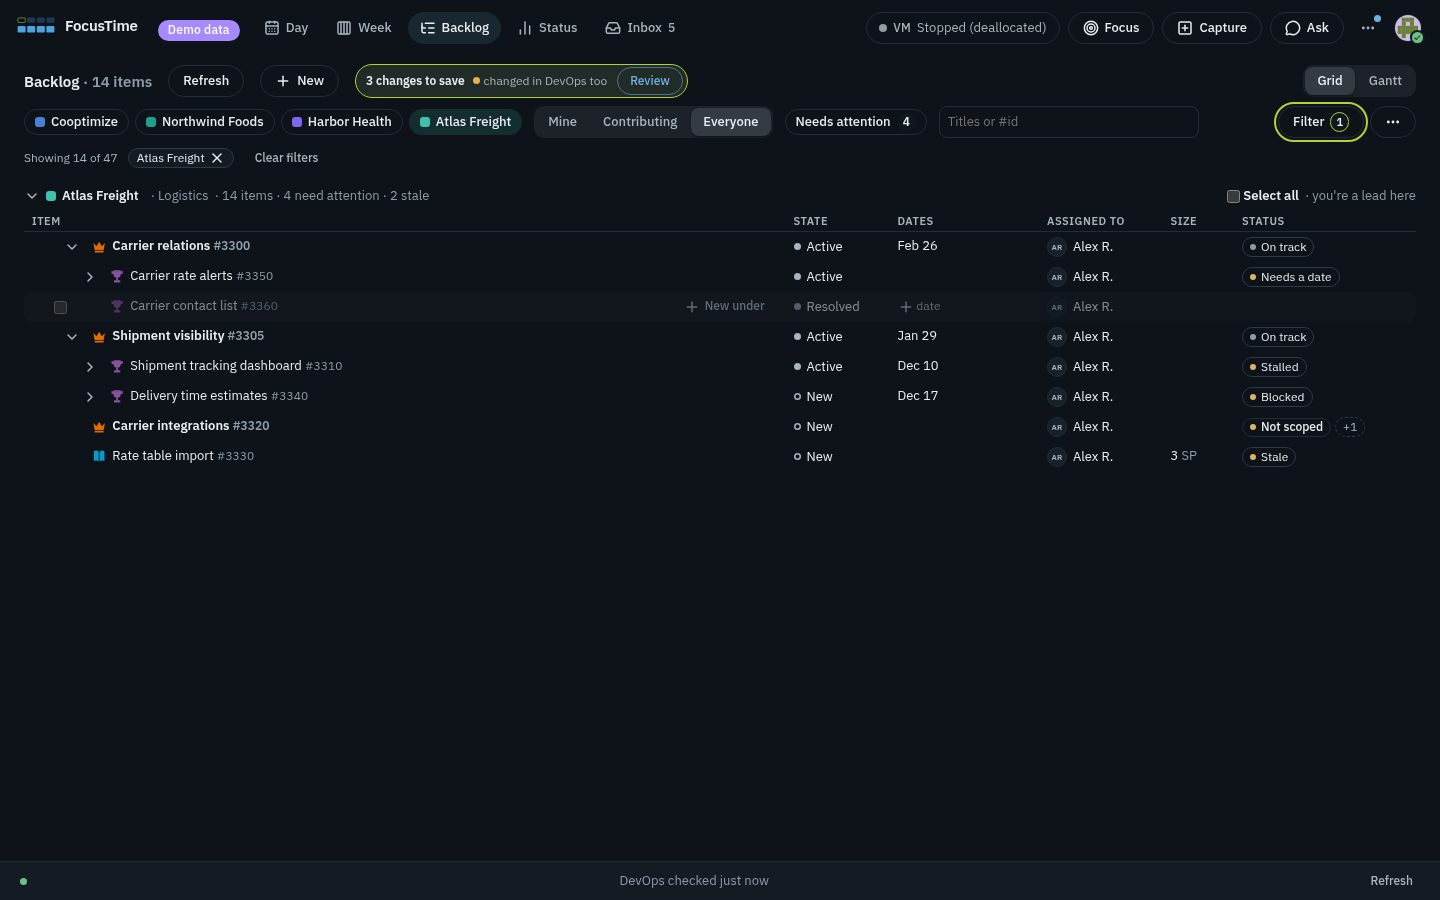 FocusTime Demo data Day Week Backlog Status Inbox 5 VM Stopped (deallocated) Focus Capture Ask
Backlog · 14 items Refresh New 3 changes to save changed in DevOps too Review Grid Gantt
Cooptimize Northwind Foods Harbor Health Atlas Freight Mine Contributing Everyone Needs attention 4 Titles or #id Filter 1
Showing 14 of 47 Atlas Freight Clear filters
Atlas Freight · Logistics · 14 items · 4 need attention · 2 stale Select all · you're a lead here
ITEM STATE DATES ASSIGNED TO SIZE STATUS
Carrier relations #3300 Active Feb 26 AR Alex R. On track
Carrier rate alerts #3350 Active AR Alex R. Needs a date
Carrier contact list #3360 New under Resolved date AR Alex R.
Shipment visibility #3305 Active Jan 29 AR Alex R. On track
Shipment tracking dashboard #3310 Active Dec 10 AR Alex R. Stalled
Delivery time estimates #3340 New Dec 17 AR Alex R. Blocked
Carrier integrations #3320 New AR Alex R. Not scoped +1
Rate table import #3330 New AR Alex R. 3 SP Stale
DevOps checked just now Refresh